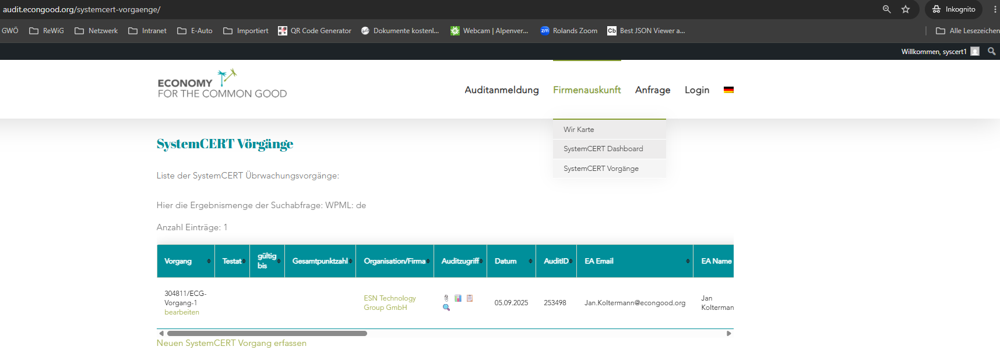 audit.econgood.org/systemcert-vorgaenge/
Inkognito
GWÖ ReWiG Netzwerk Intranet E-Auto Importiert QR Code Generator Dokumente kostenl... Webcam | Alpenver... zm Rolands Zoom Cb Best JSON Viewer a... Alle Lesezeichen
Willkommen, syscert1
ECONOMY
FOR THE COMMON GOOD
Auditanmeldung Firmenauskunft Anfrage Login
Wir Karte
SystemCERT Dashboard
SystemCERT Vorgänge
SystemCERT Vörgänge
Liste der SystemCERT Übrwachungsvorgänge:
Hier die Ergebnismenge der Suchabfrage: WPML: de
Anzahl Einträge: 1
Vorgang Testat gültig bis Gesamtpunktzahl Organisation/Firma Auditzugriff Datum AuditID EA Email EA Name
304811/ECG-
Vorgang-1
bearbeiten
ESN Technology
Group GmbH
05.09.2025 253498 Jan.Koltermann@econgood.org
Jan
Kolterman
Neuen SystemCERT Vorgang erfassen